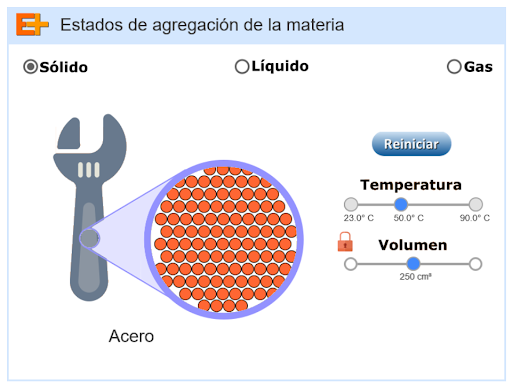 E+ Estados de agregación de la materia
Sólido Líquido Gas
Reiniciar
Temperatura
23.0° C 50.0° C 90.0° C
Volumen
250 cm³
Acero